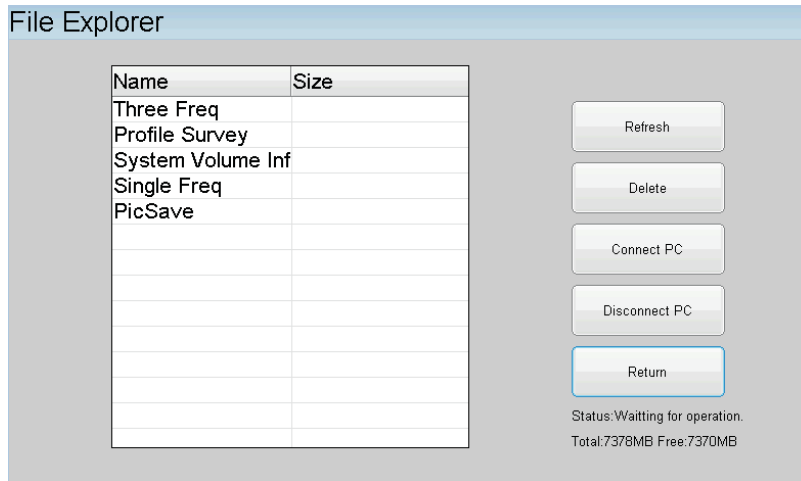 File Explorer
Name Size
Three Freq
Profile Survey
System Volume Inf
Single Freq
PicSave
Refresh
Delete
Connect PC
Disconnect PC
Return
Status:Waitting for operation.
Total:7378MB Free:7370MB